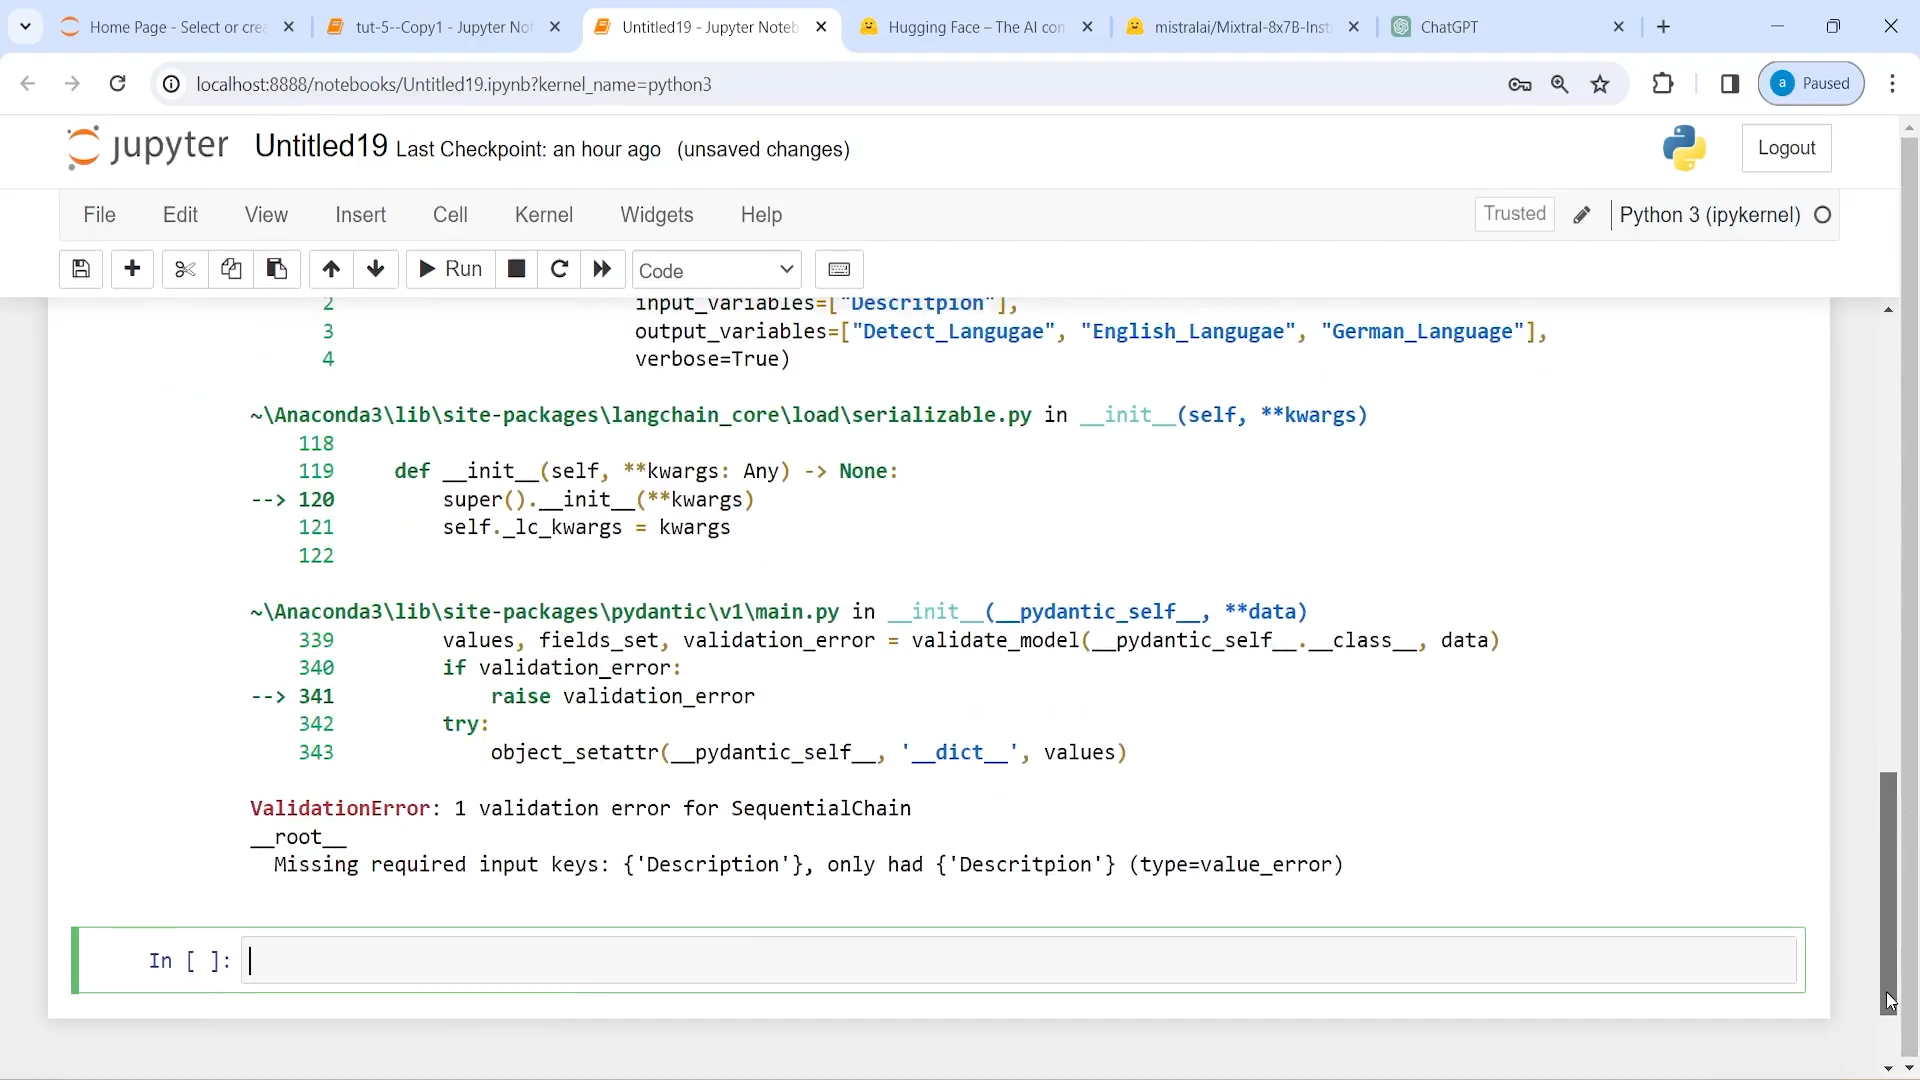 Home Page - Select or crea
tut-5--Copy1 - Jupyter Not
Untitled19 - Jupyter Noteb
Hugging Face – The AI con
mistralai/Mixtral-8x7B-Inst
ChatGPT
localhost:8888/notebooks/Untitled19.ipynb?kernel_name=python3
a Paused
jupyter Untitled19 Last Checkpoint: an hour ago (unsaved changes)
Logout
File Edit View Insert Cell Kernel Widgets Help
Trusted
Python 3 (ipykernel)
Run
Code
2 input_variables=["Descritpion"],
3 output_variables=["Detect_Langugae", "English_Langugae", "German_Language"],
4 verbose=True)
~\Anaconda3\lib\site-packages\langchain_core\load\serializable.py in __init__(self, **kwargs)
118
119 def __init__(self, **kwargs: Any) -> None:
--> 120 super().__init__(**kwargs)
121 self._lc_kwargs = kwargs
122
~\Anaconda3\lib\site-packages\pydantic\v1\main.py in __init__(__pydantic_self__, **data)
339 values, fields_set, validation_error = validate_model(__pydantic_self__.__class__, data)
340 if validation_error:
--> 341 raise validation_error
342 try:
343 object_setattr(__pydantic_self__, '__dict__', values)
ValidationError: 1 validation error for SequentialChain
__root__
Missing required input keys: {'Description'}, only had {'Descritpion'} (type=value_error)
In [ ]: